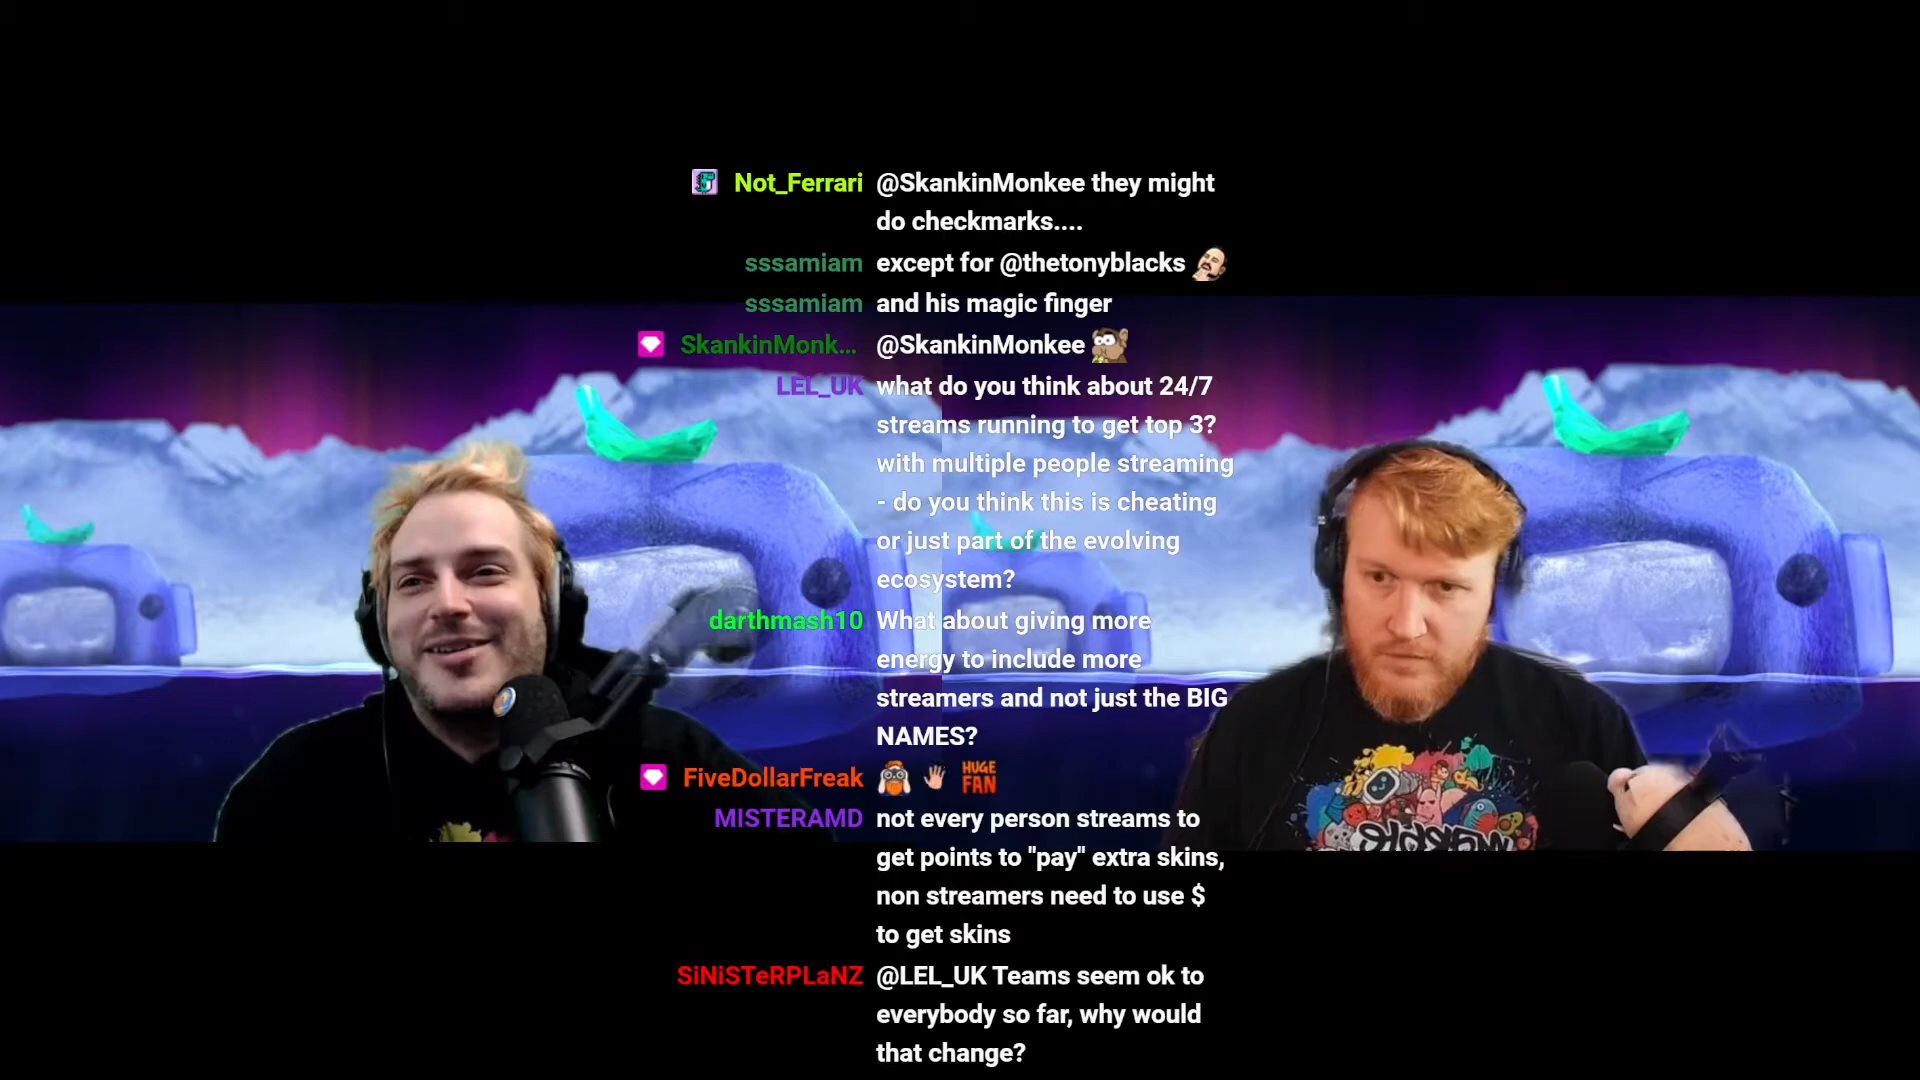 Not_Ferrari @SkankinMonkee they might
do checkmarks....
sssamiam except for @thetonyblacks
sssamiam and his magic finger
SkankinMonk... @SkankinMonkee
LEL_UK what do you think about 24/7
streams running to get top 3?
with multiple people streaming
- do you think this is cheating
or just part of the evolving
ecosystem?
darthmash10 What about giving more
energy to include more
streamers and not just the BIG
NAMES?
FiveDollarFreak HUGE
FAN
MISTERAMD not every person streams to
get points to "pay" extra skins,
non streamers need to use $
to get skins
SiNiSTeRPLaNZ @LEL_UK Teams seem ok to
everybody so far, why would
that change?